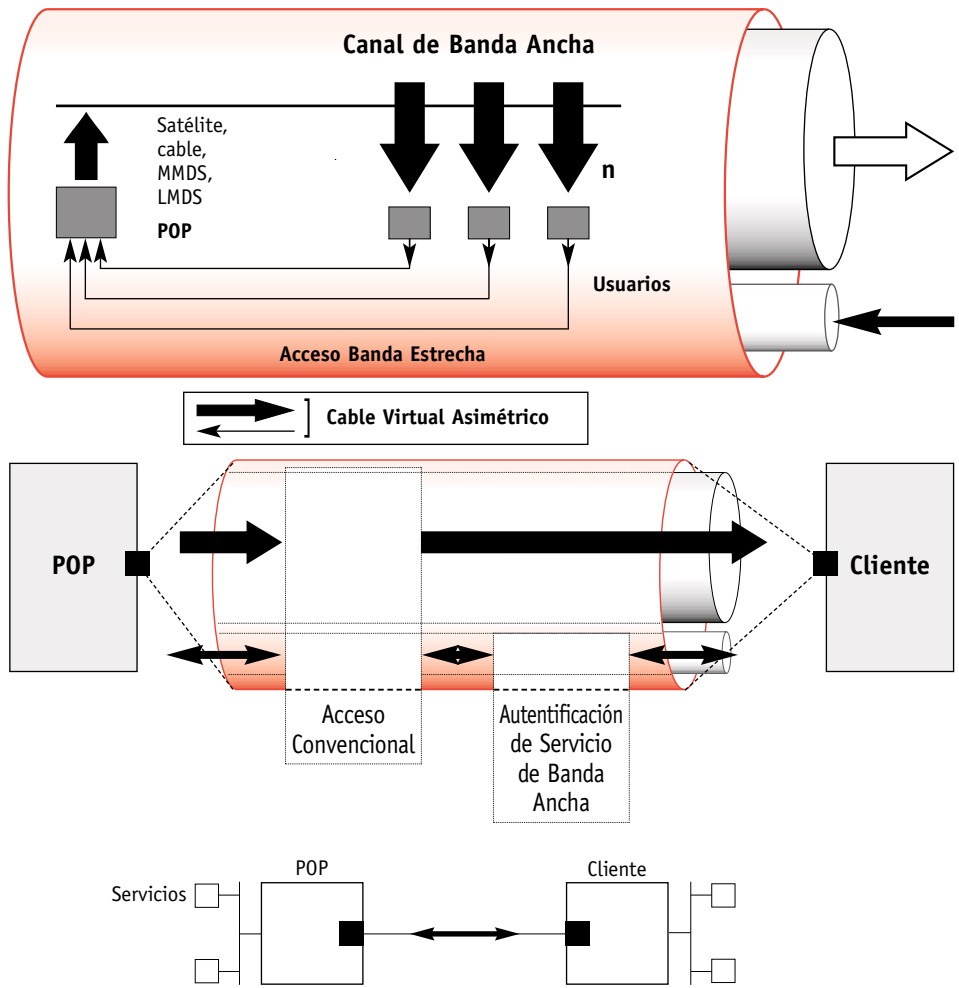 Canal de Banda Ancha
Satélite,
cable,
MMDS,
LMDS
POP
n
Usuarios
Acceso Banda Estrecha
Cable Virtual Asimétrico
POP
Cliente
Acceso
Convencional
Autentificación
de Servicio
de Banda
Ancha
POP
Cliente
Servicios